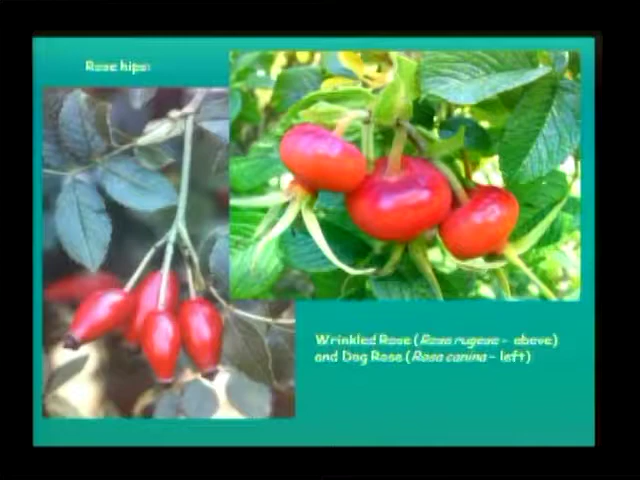 Rose hips:
Wrinkled Rose (Rosa rugosa - above)
and Dog Rose (Rosa canina - left)